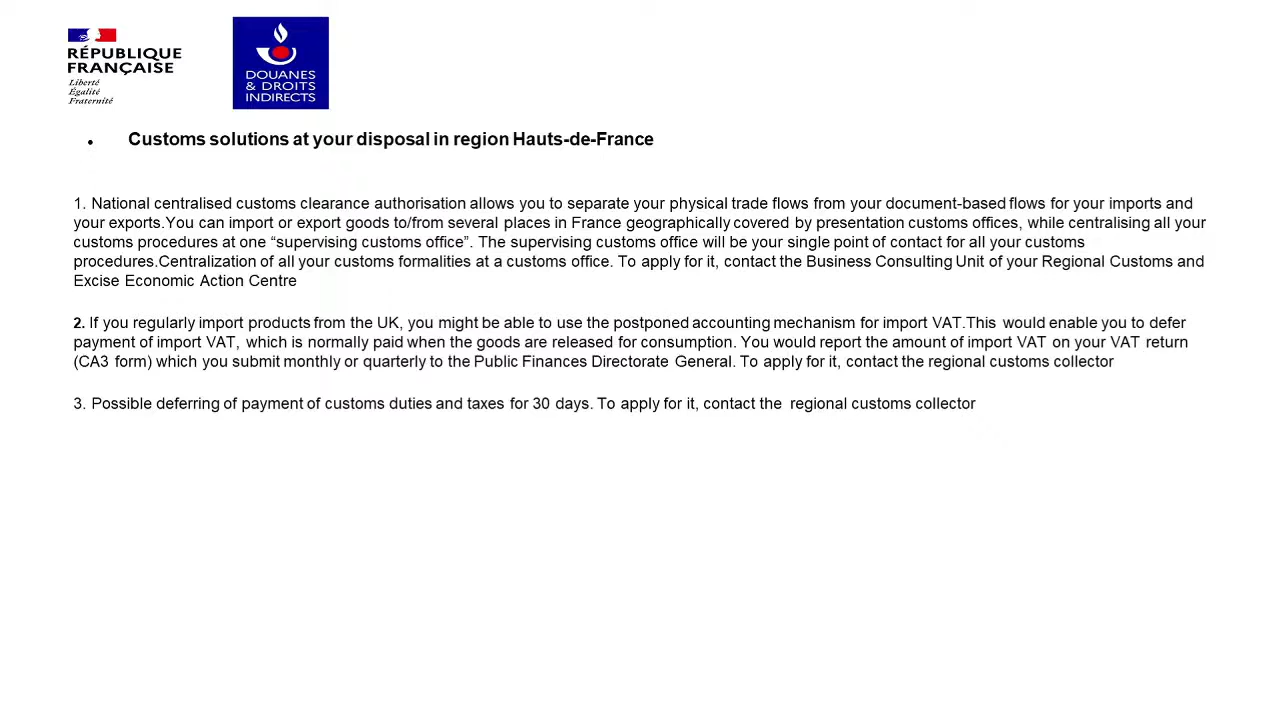 RÉPUBLIQUE
FRANÇAISE
Liberté
Égalité
Fraternité
DOUANES
& DROITS
INDIRECTS
• Customs solutions at your disposal in region Hauts-de-France
1. National centralised customs clearance authorisation allows you to separate your physical trade flows from your document-based flows for your imports and
your exports.You can import or export goods to/from several places in France geographically covered by presentation customs offices, while centralising all your
customs procedures at one “supervising customs office”. The supervising customs office will be your single point of contact for all your customs
procedures.Centralization of all your customs formalities at a customs office. To apply for it, contact the Business Consulting Unit of your Regional Customs and
Excise Economic Action Centre
2. If you regularly import products from the UK, you might be able to use the postponed accounting mechanism for import VAT.This would enable you to defer
payment of import VAT, which is normally paid when the goods are released for consumption. You would report the amount of import VAT on your VAT return
(CA3 form) which you submit monthly or quarterly to the Public Finances Directorate General. To apply for it, contact the regional customs collector
3. Possible deferring of payment of customs duties and taxes for 30 days. To apply for it, contact the regional customs collector